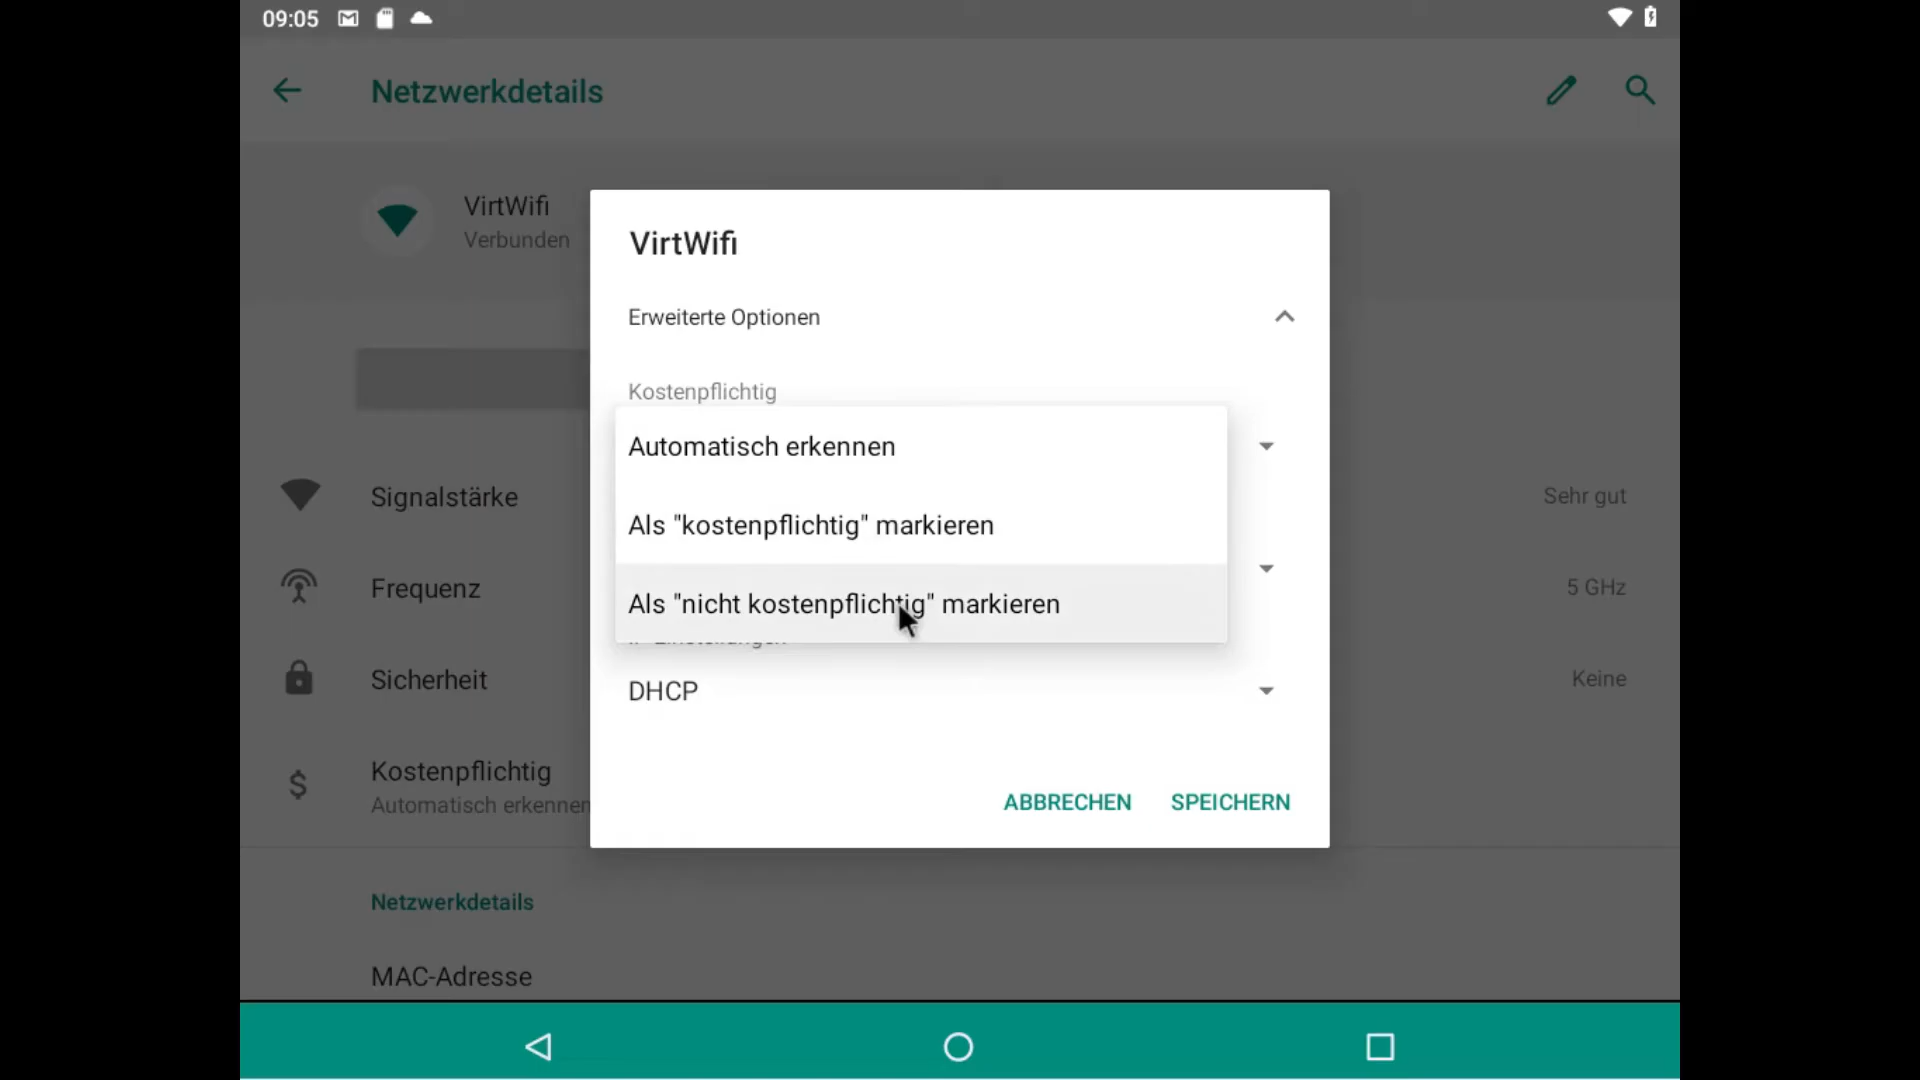 09:05
Netzwerkdetails
VirtWifi
Verbunden
VirtWifi
Erweiterte Optionen
Kostenpflichtig
Automatisch erkennen
Als "kostenpflichtig" markieren
Als "nicht kostenpflichtig" markieren
DHCP
ABBRECHEN SPEICHERN
Signalstärke Sehr gut
Frequenz 5 GHz
Sicherheit Keine
Kostenpflichtig
Automatisch erkennen
Netzwerkdetails
MAC-Adresse